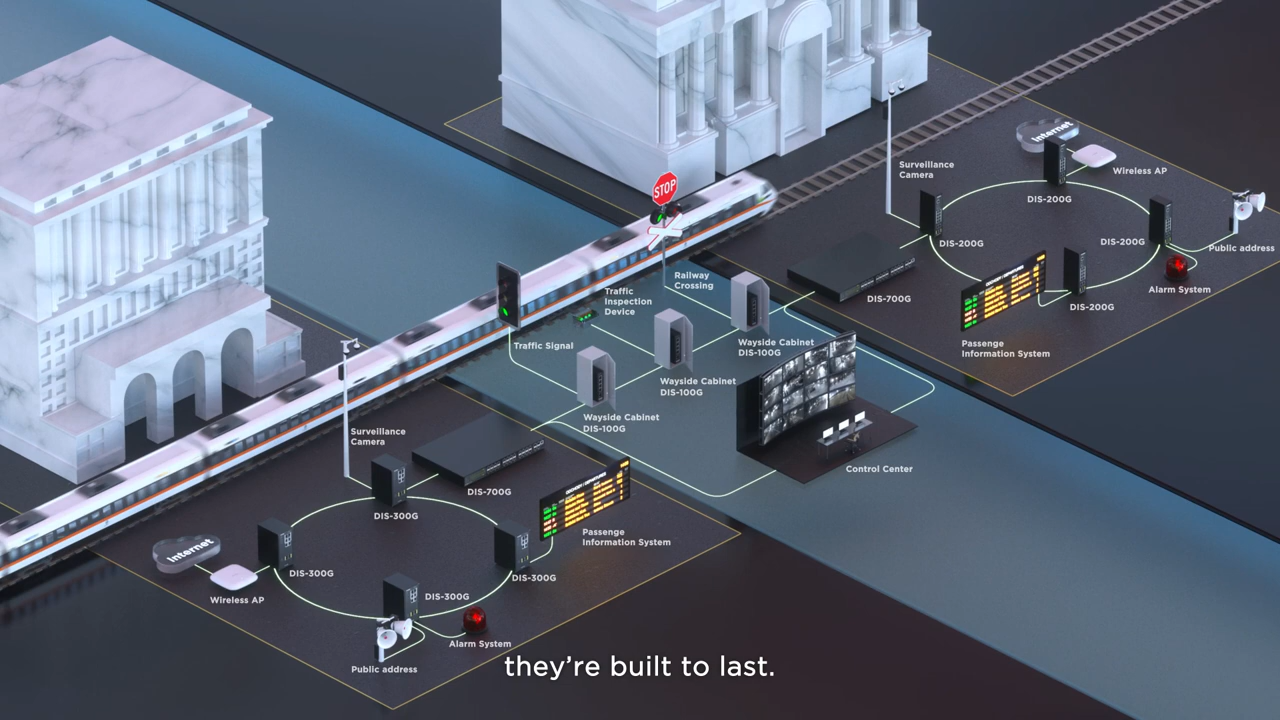 Internet
Wireless AP
Surveillance
Camera
DIS-200G
DIS-200G
DIS-200G
Public address
Alarm System
DIS-200G
DIS-700G
Passenge
Information System
STOP
Railway
Crossing
Traffic
Inspection
Device
Traffic Signal
Wayside Cabinet
DIS-100G
Wayside Cabinet
DIS-100G
Wayside Cabinet
DIS-100G
Control Center
Surveillance
Camera
DIS-700G
DIS-300G
Passenge
Information System
Internet
DIS-300G
DIS-300G
Wireless AP
DIS-300G
Alarm System
Public address
they're built to last.